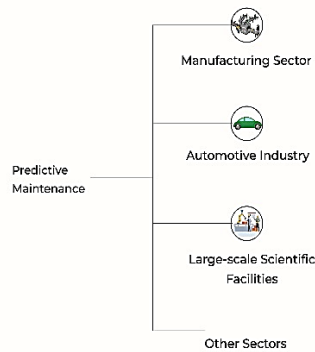 Manufacturing Sector
Automotive Industry
Predictive
Maintenance
Large-scale Scientific
Facilities
Other Sectors